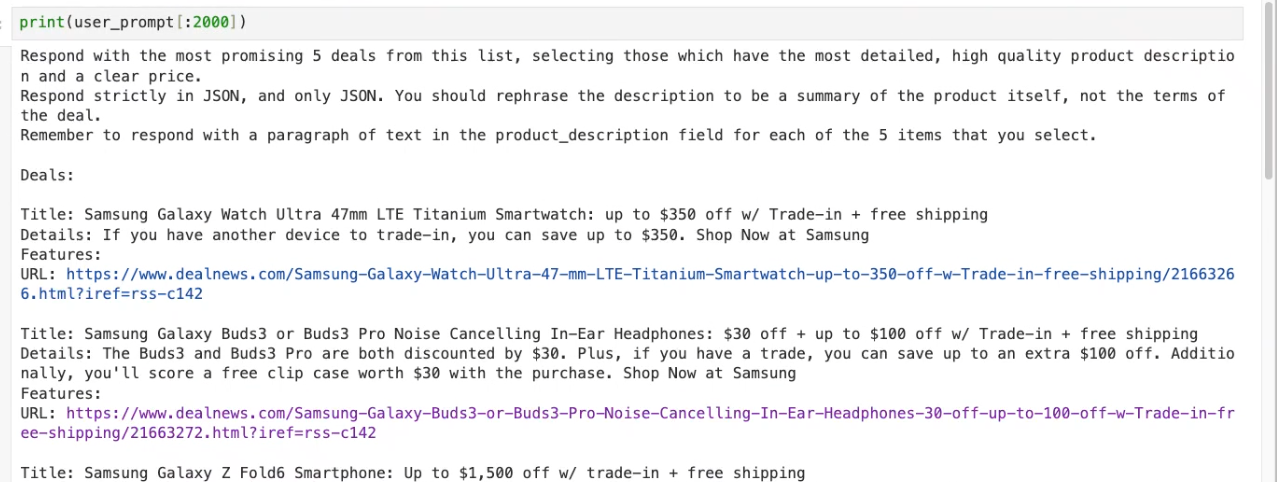 print(user_prompt[:2000])
Respond with the most promising 5 deals from this list, selecting those which have the most detailed, high quality product descriptio
n and a clear price.
Respond strictly in JSON, and only JSON. You should rephrase the description to be a summary of the product itself, not the terms of
the deal.
Remember to respond with a paragraph of text in the product_description field for each of the 5 items that you select.
Deals:
Title: Samsung Galaxy Watch Ultra 47mm LTE Titanium Smartwatch: up to $350 off w/ Trade-in + free shipping
Details: If you have another device to trade-in, you can save up to $350. Shop Now at Samsung
Features:
URL: https://www.dealnews.com/Samsung-Galaxy-Watch-Ultra-47-mm-LTE-Titanium-Smartwatch-up-to-350-off-w-Trade-in-free-shipping/2166326
6.html?iref=rss-c142
Title: Samsung Galaxy Buds3 or Buds3 Pro Noise Cancelling In-Ear Headphones: $30 off + up to $100 off w/ Trade-in + free shipping
Details: The Buds3 and Buds3 Pro are both discounted by $30. Plus, if you have a trade, you can save up to an extra $100 off. Additio
nally, you'll score a free clip case worth $30 with the purchase. Shop Now at Samsung
Features:
URL: https://www.dealnews.com/Samsung-Galaxy-Buds3-or-Buds3-Pro-Noise-Cancelling-In-Ear-Headphones-30-off-up-to-100-off-w-Trade-in-fr
ee-shipping/21663272.html?iref=rss-c142
Title: Samsung Galaxy Z Fold6 Smartphone: Up to $1,500 off w/ trade-in + free shipping